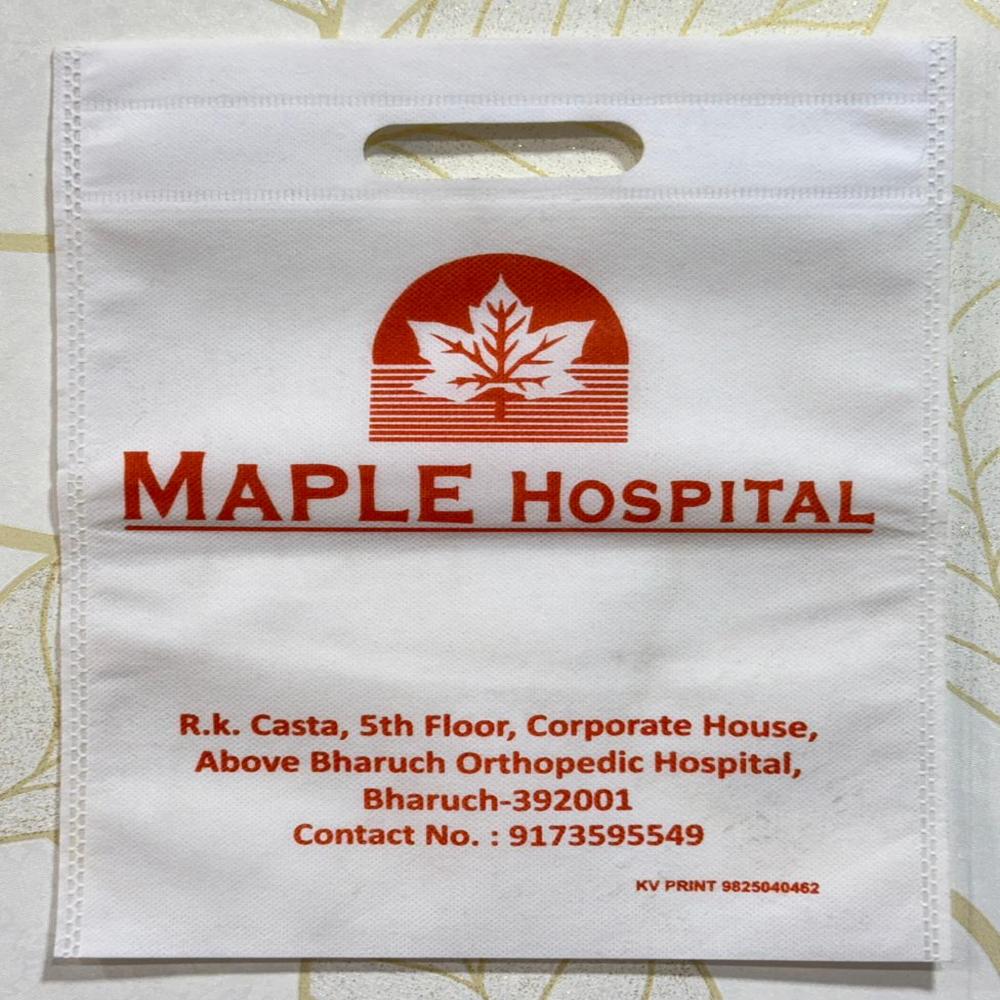 MAPLE HOSPITAL
R.k. Casta, 5th Floor, Corporate House,
Above Bharuch Orthopedic Hospital,
Bharuch-392001
Contact No. : 9173595549
KV PRINT 9825040462